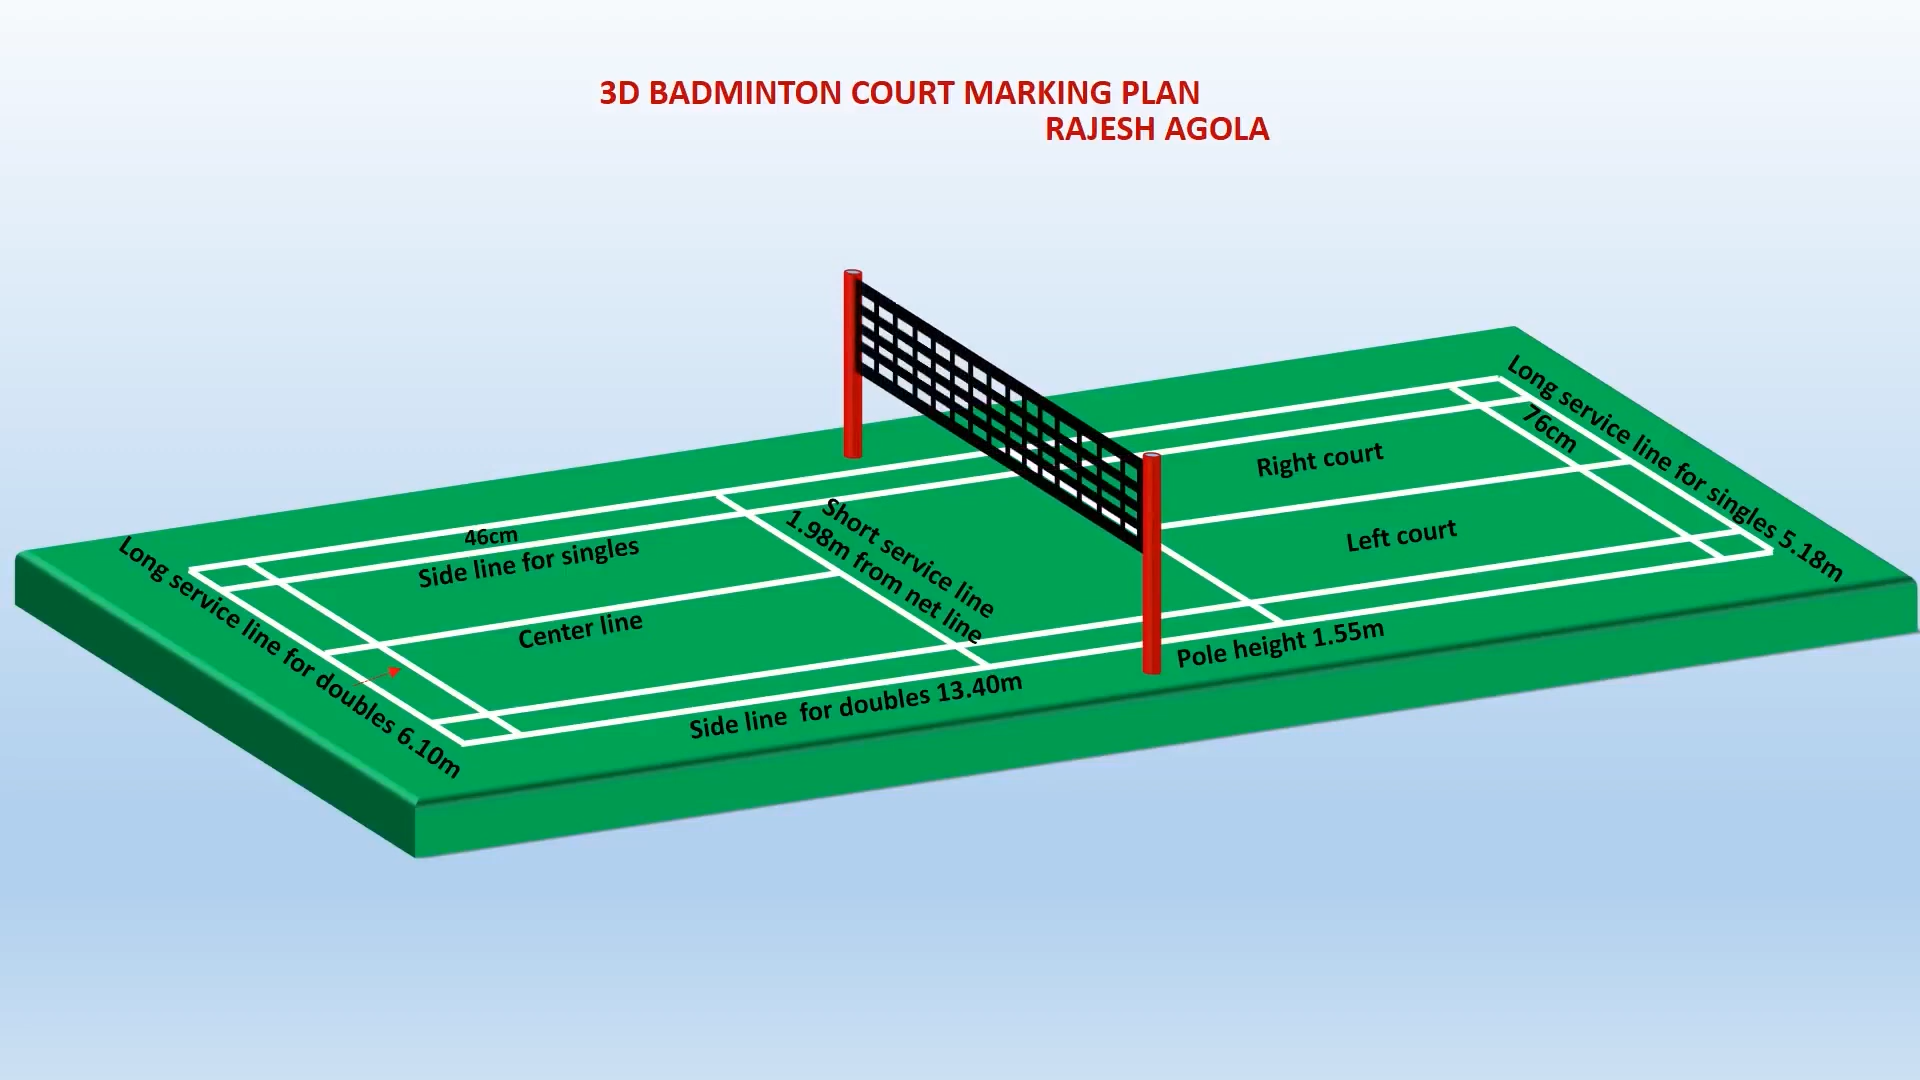 3D BADMINTON COURT MARKING PLAN
RAJESH AGOLA
Long service line for singles 5.18m
76cm
Right court
Left court
46cm
Side line for singles
Short service line
1.98m from net line
Center line
Long service line for doubles 6.10m
Pole height 1.55m
Side line  for doubles 13.40m